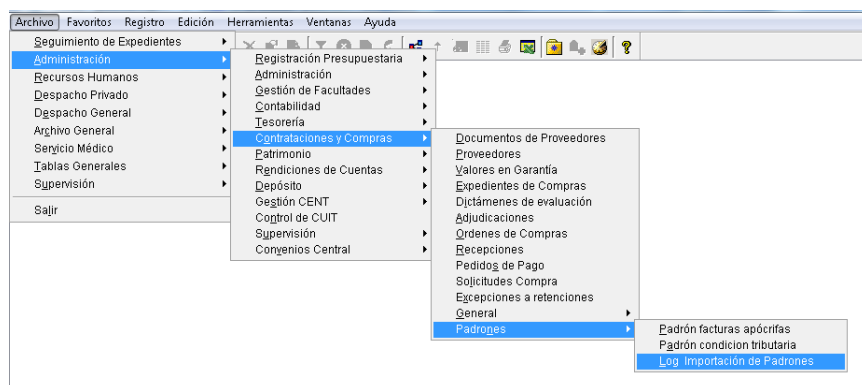 Archivo Favoritos Registro Edición Herramientas Ventanas Ayuda
Seguimiento de Expedientes
Administración
Recursos Humanos
Despacho Privado
Despacho General
Archivo General
Servicio Médico
Tablas Generales
Supervisión
Salir
Registración Presupuestaria
Administración
Gestión de Facultades
Contabilidad
Tesorería
Contrataciones y Compras
Patrimonio
Rendiciones de Cuentas
Depósito
Gestión CENT
Control de CUIT
Supervisión
Convenios Central
Documentos de Proveedores
Proveedores
Valores en Garantía
Expedientes de Compras
Dictámenes de evaluación
Adjudicaciones
Ordenes de Compras
Recepciones
Pedidos de Pago
Solicitudes Compra
Excepciones a retenciones
General
Padrones
Padrón facturas apócrifas
Padrón condicion tributaria
Log Importación de Padrones